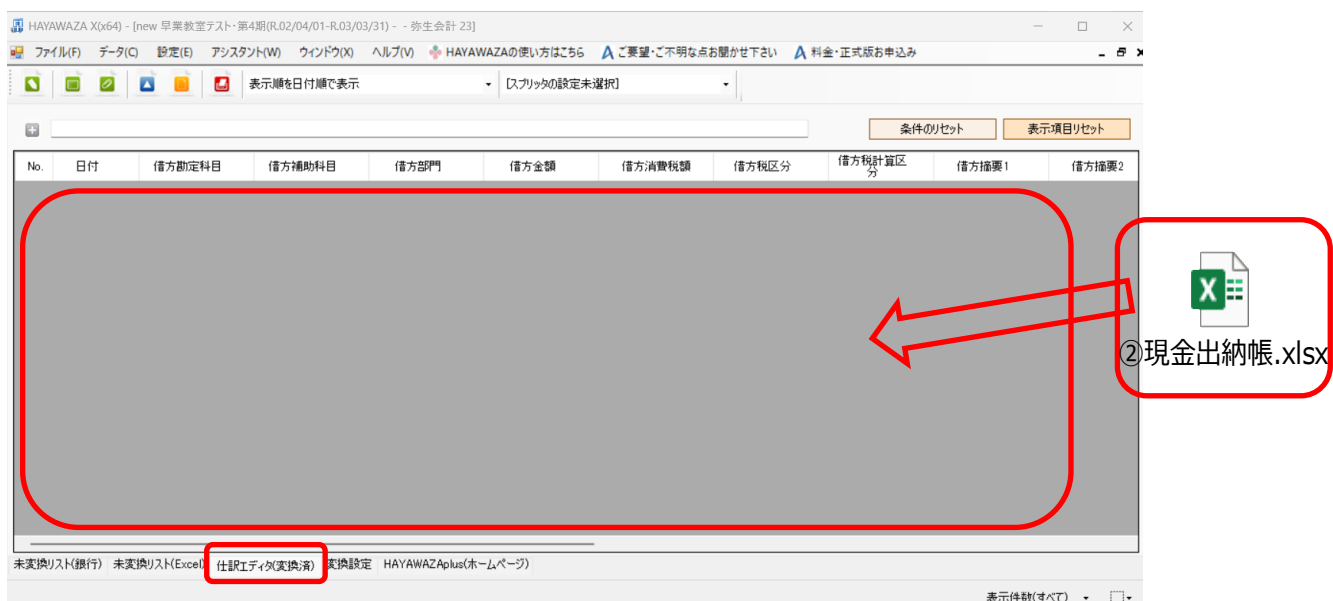 HAYAWAZA X(x64) - [new 早業教室テスト・第4期(R.02/04/01-R.03/03/31) - - 弥生会計 23]
ファイル(F) データ(C) 設定(E) アシスタント(W) ウィンドウ(X) ヘルプ(V) HAYAWAZAの使い方はこちら ご要望・ご不明な点お聞かせ下さい 料金・正式版お申込み
表示順を日付順で表示 [スプリッタの設定未選択]
条件のリセット 表示項目リセット
No. 日付 借方勘定科目 借方補助科目 借方部門 借方金額 借方消費税額 借方税区分 借方税計算区分 借方摘要1 借方摘要2
②現金出納帳.xlsx
未変換リスト(銀行) 未変換リスト(Excel) 仕訳エディタ(変換済) 変換設定 HAYAWAZAplus(ホームページ)
表示件数(すべて)